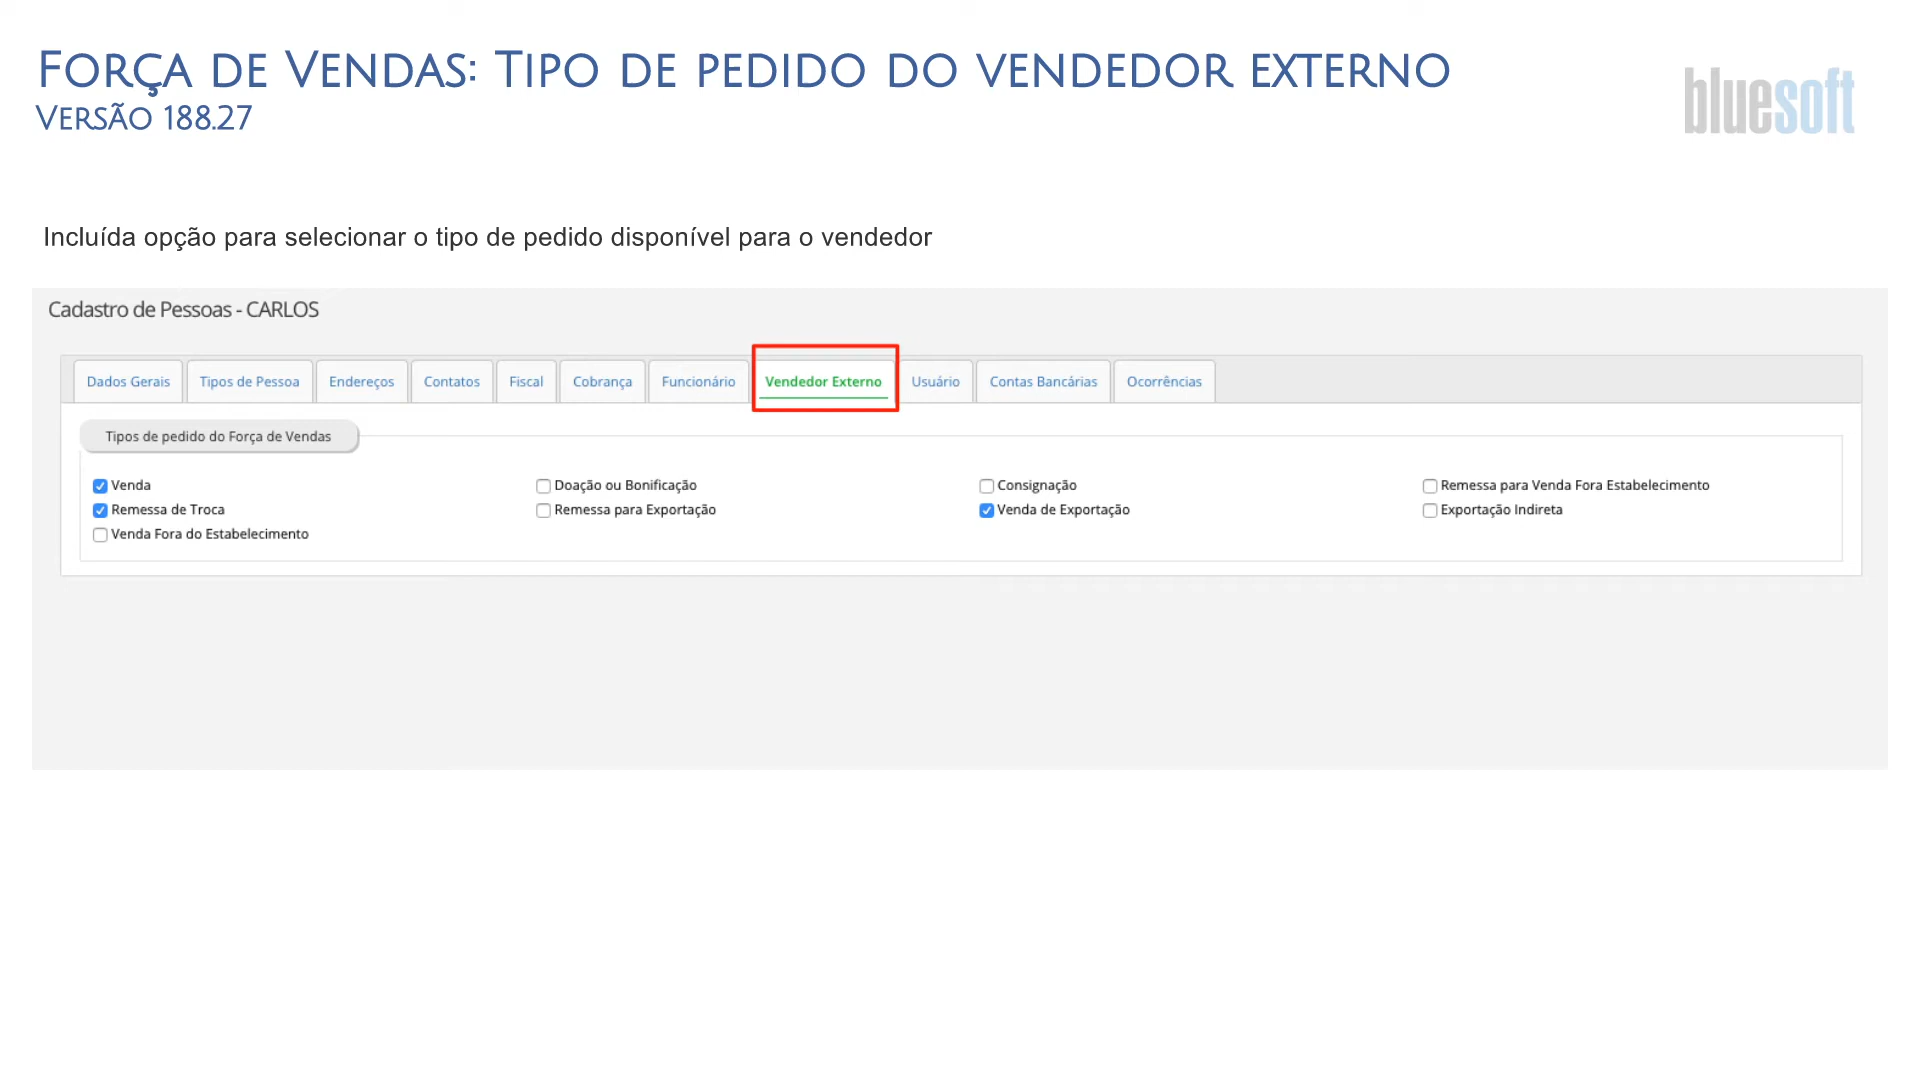 Força de Vendas: Tipo de pedido do vendedor externo
Versão 188.27
bluesoft
Incluída opção para selecionar o tipo de pedido disponível para o vendedor
Cadastro de Pessoas - CARLOS
Dados Gerais Tipos de Pessoa Endereços Contatos Fiscal Cobrança Funcionário Vendedor Externo Usuário Contas Bancárias Ocorrências
Tipos de pedido do Força de Vendas
Venda Doação ou Bonificação Consignação Remessa para Venda Fora Estabelecimento
Remessa de Troca Remessa para Exportação Venda de Exportação Exportação Indireta
Venda Fora do Estabelecimento